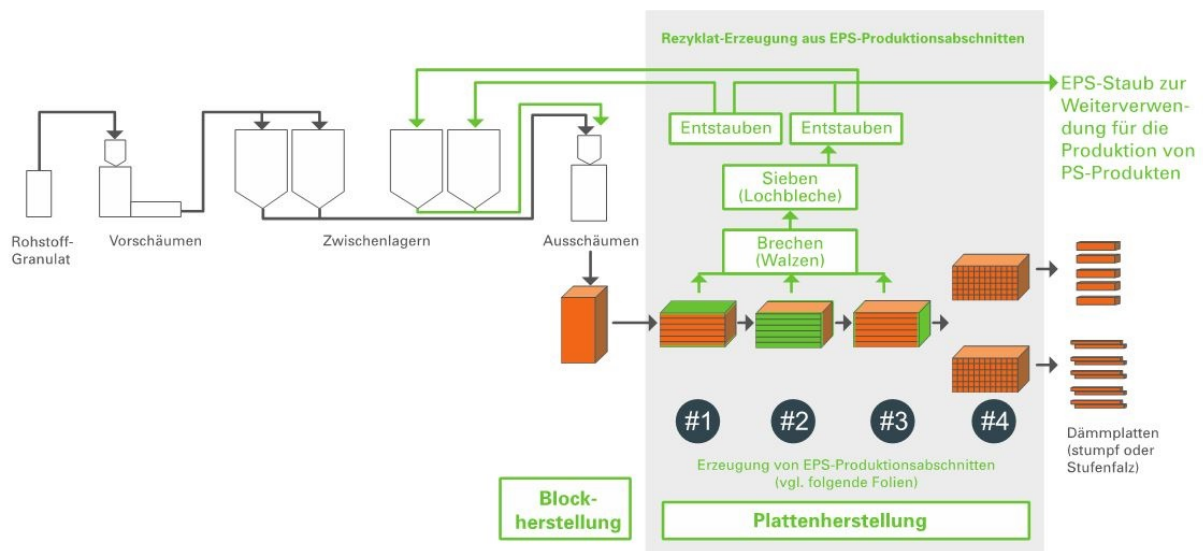 Rezyklat-Erzeugung aus EPS-Produktionsabschnitten
EPS-Staub zur
Weiterverwen-
dung für die
Produktion von
PS-Produkten
Entstauben
Entstauben
Sieben
(Lochbleche)
Brechen
(Walzen)
Rohstoff-
Granulat
Vorschäumen
Zwischenlagern
Ausschäumen
#1
#2
#3
#4
Dämmplatten
(stumpf oder
Stufenfalz)
Erzeugung von EPS-Produktionsabschnitten
(vgl. folgende Folien)
Block-
herstellung
Plattenherstellung